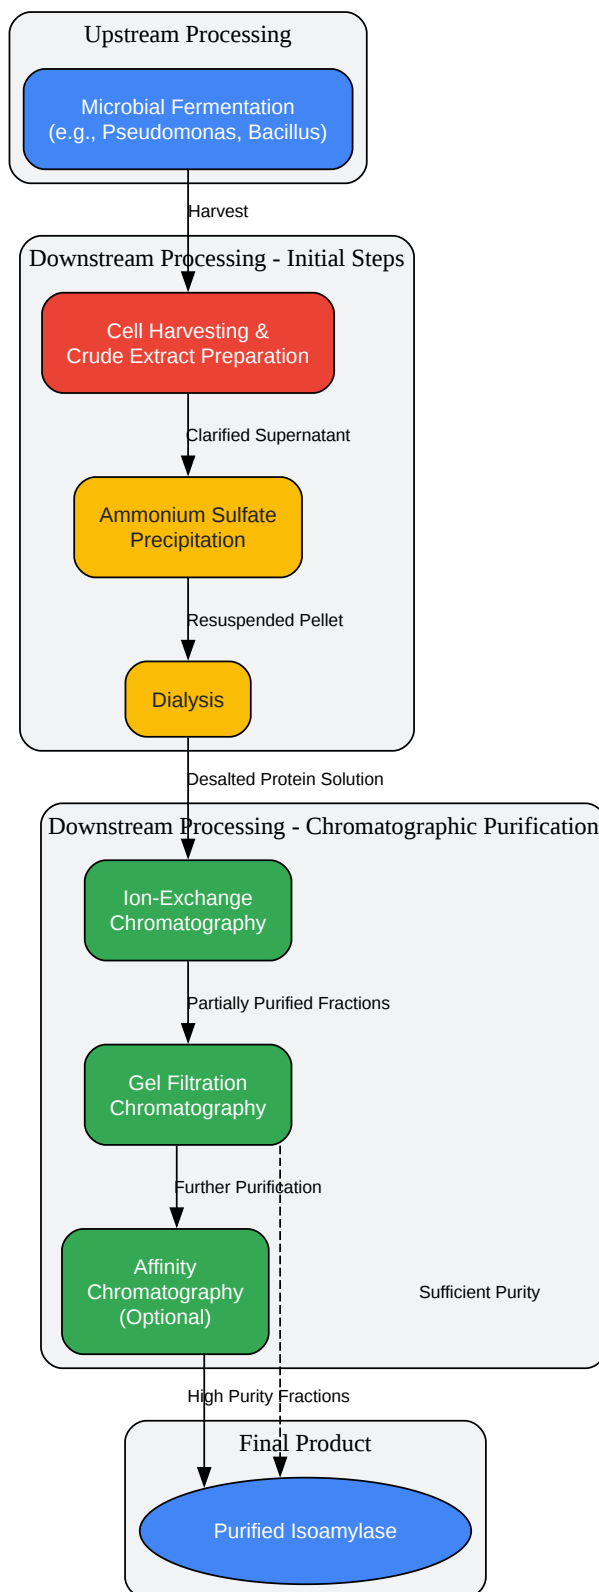 Upstream Processing
Microbial Fermentation
(e.g., Pseudomonas, Bacillus)
Harvest
Downstream Processing - Initial Steps
Cell Harvesting &
Crude Extract Preparation
Clarified Supernatant
Ammonium Sulfate
Precipitation
Resuspended Pellet
Dialysis
Desalted Protein Solution
Downstream Processing - Chromatographic Purification
Ion-Exchange
Chromatography
Partially Purified Fractions
Gel Filtration
Chromatography
Further Purification
Affinity
Chromatography
(Optional)
Sufficient Purity
High Purity Fractions
Final Product
Purified Isoamylase